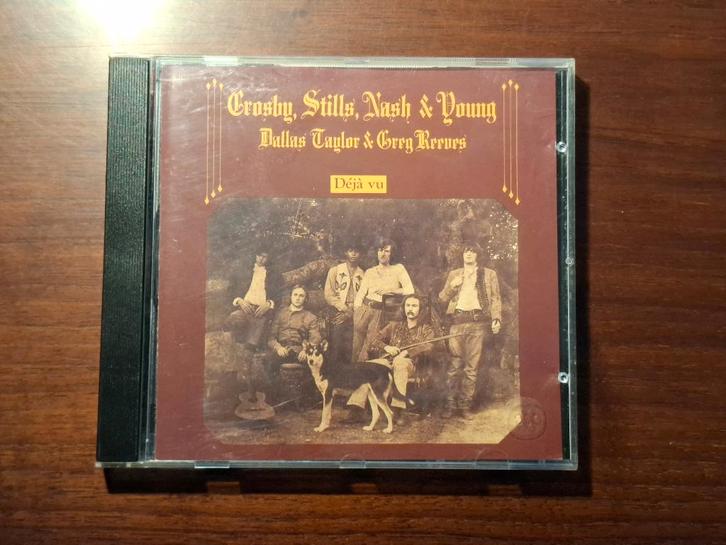 Crosby, Stills, Nash & Young
Dallas Taylor & Greg Reeves
Déjà vu